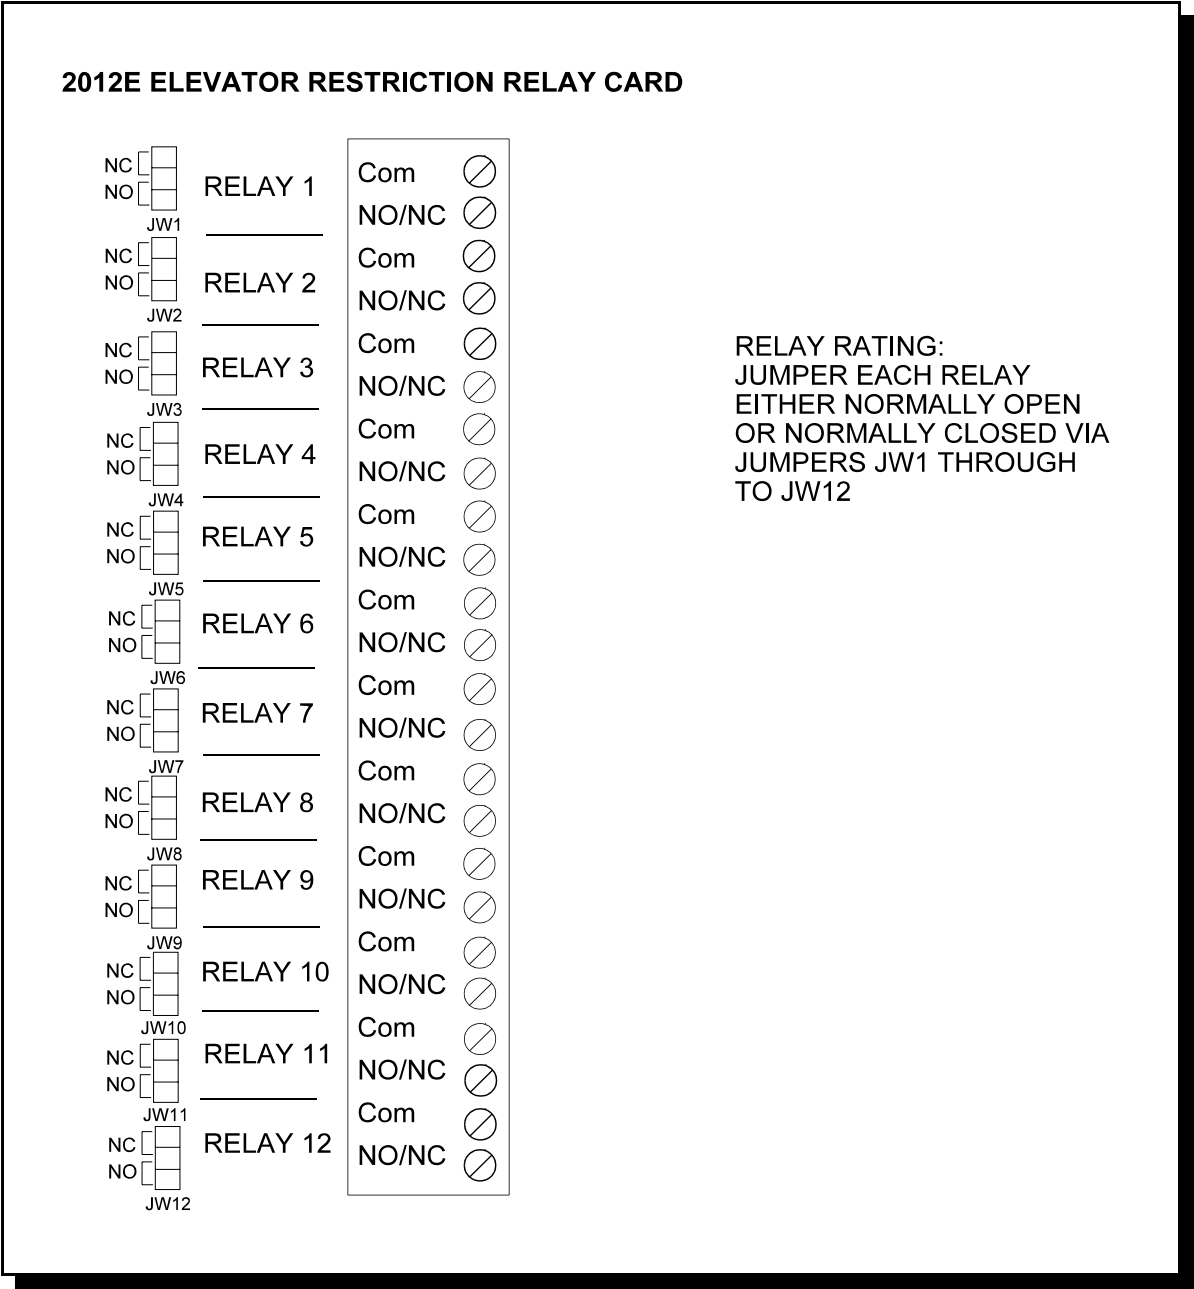 2012E ELEVATOR RESTRICTION RELAY CARD
NC
NO
JW1
RELAY 1
Com
NO/NC
NC
NO
JW2
RELAY 2
Com
NO/NC
NC
NO
JW3
RELAY 3
Com
NO/NC
NC
NO
JW4
RELAY 4
Com
NO/NC
NC
NO
JW5
RELAY 5
Com
NO/NC
NC
NO
JW6
RELAY 6
Com
NO/NC
NC
NO
JW7
RELAY 7
Com
NO/NC
NC
NO
JW8
RELAY 8
Com
NO/NC
NC
NO
JW9
RELAY 9
Com
NO/NC
NC
NO
JW10
RELAY 10
Com
NO/NC
NC
NO
JW11
RELAY 11
Com
NO/NC
NC
NO
JW12
RELAY 12
Com
NO/NC
RELAY RATING:
JUMPER EACH RELAY
EITHER NORMALLY OPEN
OR NORMALLY CLOSED VIA
JUMPERS JW1 THROUGH
TO JW12